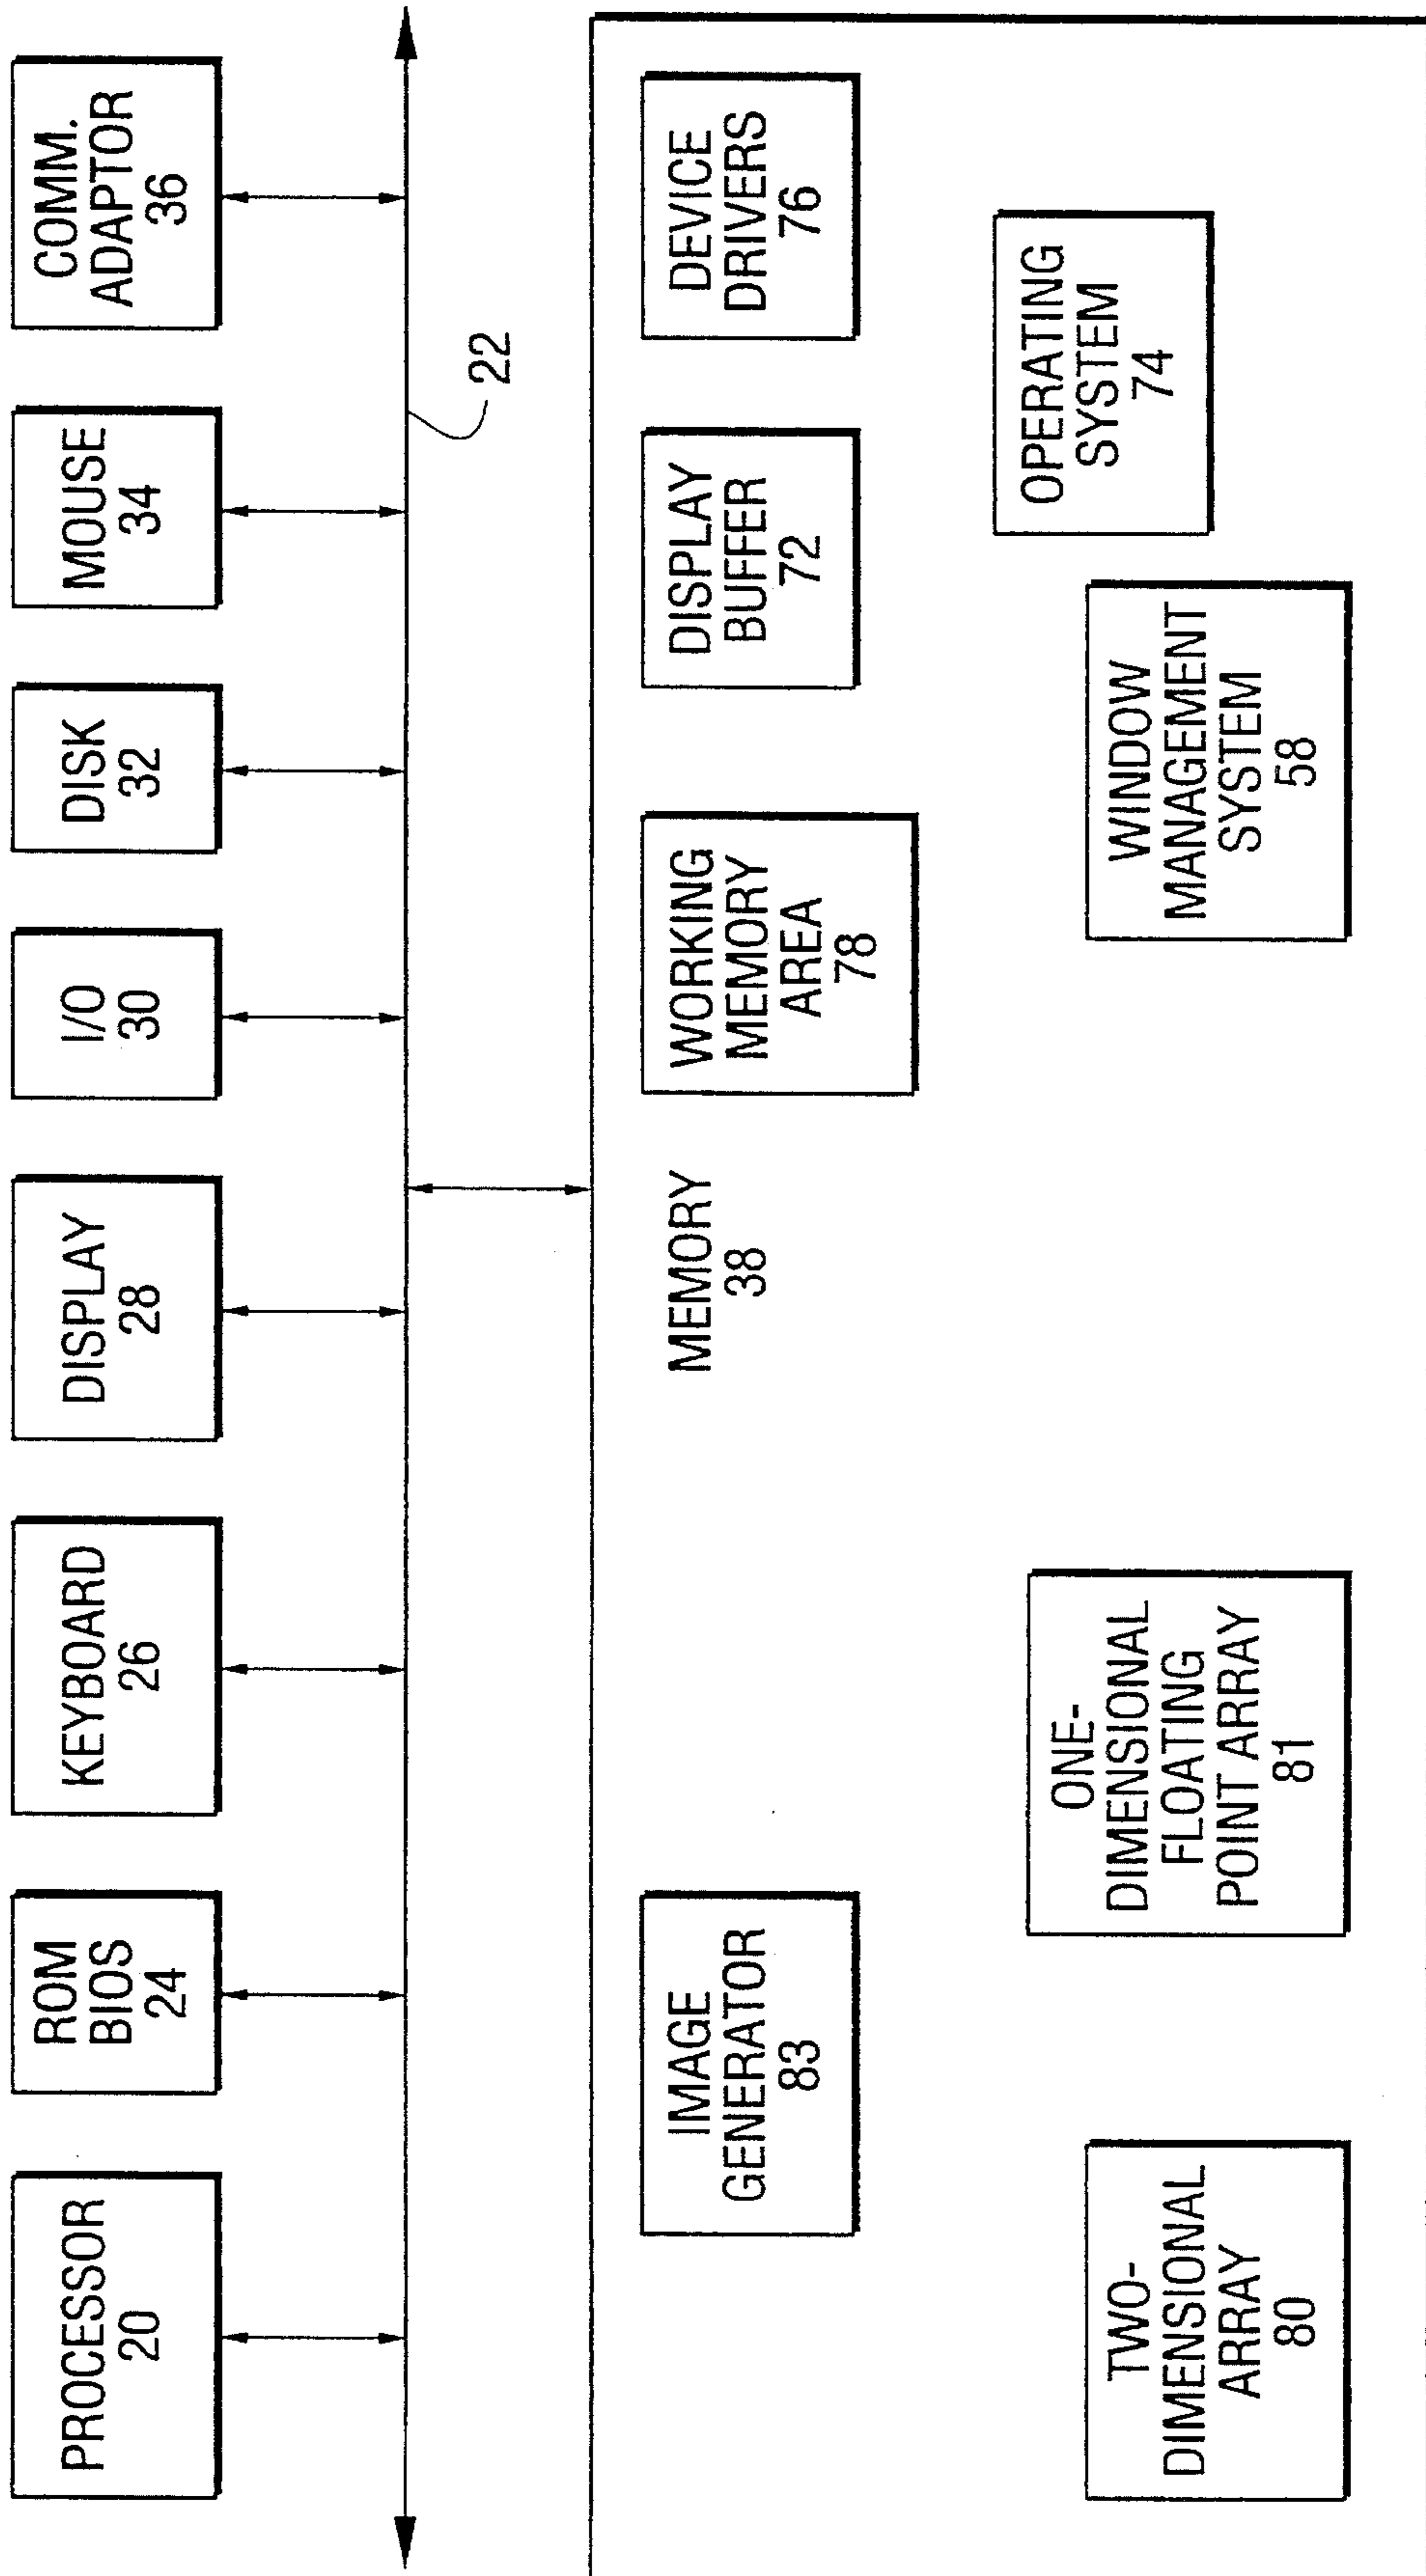 PROCESSOR
20
ROM
BIOS
24
KEYBOARD
26
DISPLAY
28
I/O
30
DISK
32
MOUSE
34
COMM.
ADAPTOR
36
22
MEMORY
38
IMAGE
GENERATOR
83
WORKING
MEMORY
AREA
78
DISPLAY
BUFFER
72
DEVICE
DRIVERS
76
TWO-
DIMENSIONAL
ARRAY
80
ONE-
DIMENSIONAL
FLOATING
POINT ARRAY
81
WINDOW
MANAGEMENT
SYSTEM
58
OPERATING
SYSTEM
74